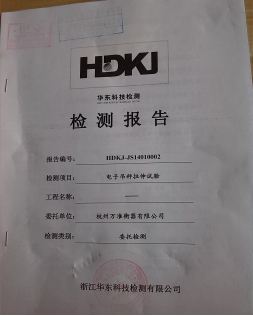 HDKJ
华东科技检测
检测报告
报告编号: HDKJ-JS14010002
检测项目: 电子吊秤拉伸试验
工程名称: ——
委托单位: 杭州万准衡器有限公司
检测类别: 委托检测
浙江华东科技检测有限公司